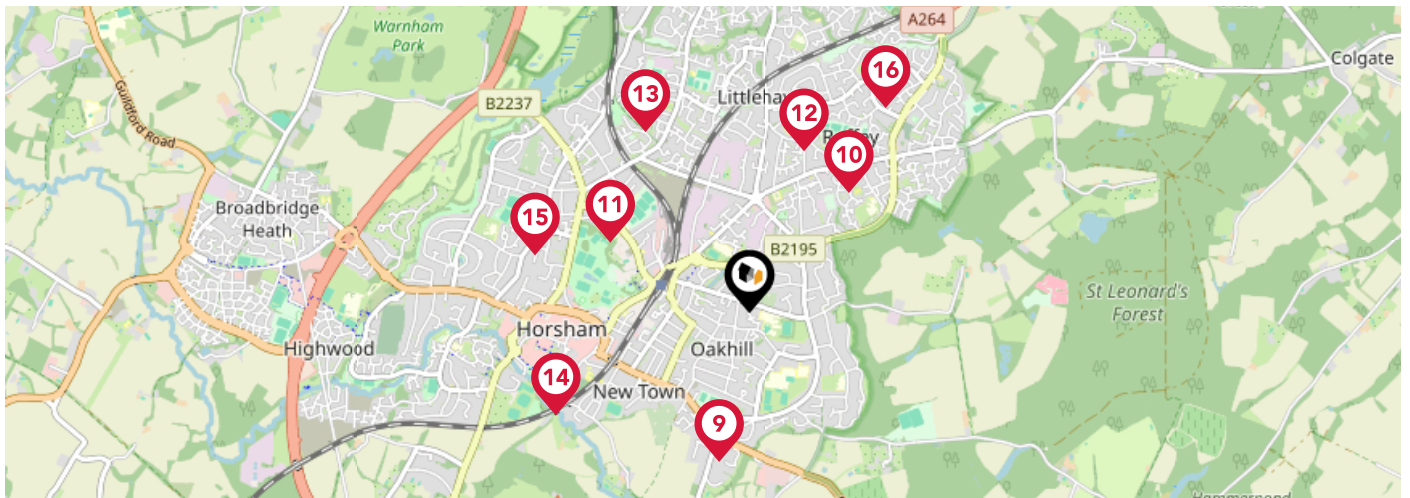 Warnham
Park
A264
Colgate
16
13
Littlehav
B2237
12
Guildford Road
10
Broadbridge
Heath
15
11
B2195
St Leonard's
Forest
Horsham
Highwood
Oakhill
14
New Town
9